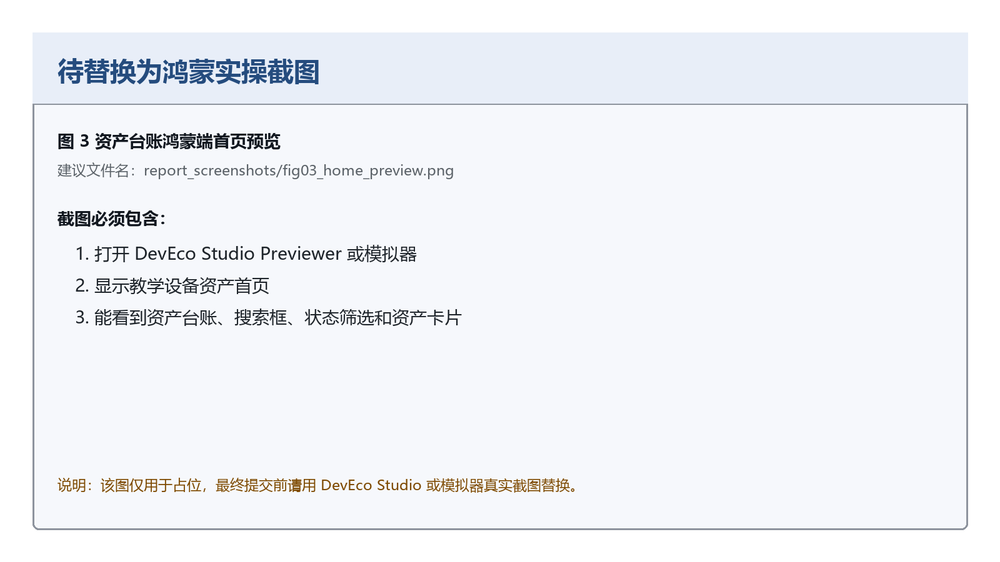 待替换为鸿蒙实操截图
图 3 资产台账鸿蒙端首页预览
建议文件名：report_screenshots/fig03_home_preview.png
截图必须包含：
1. 打开 DevEco Studio Previewer 或模拟器
2. 显示教学设备资产首页
3. 能看到资产台账、搜索框、状态筛选和资产卡片
说明：该图仅用于占位，最终提交前请用 DevEco Studio 或模拟器真实截图替换。